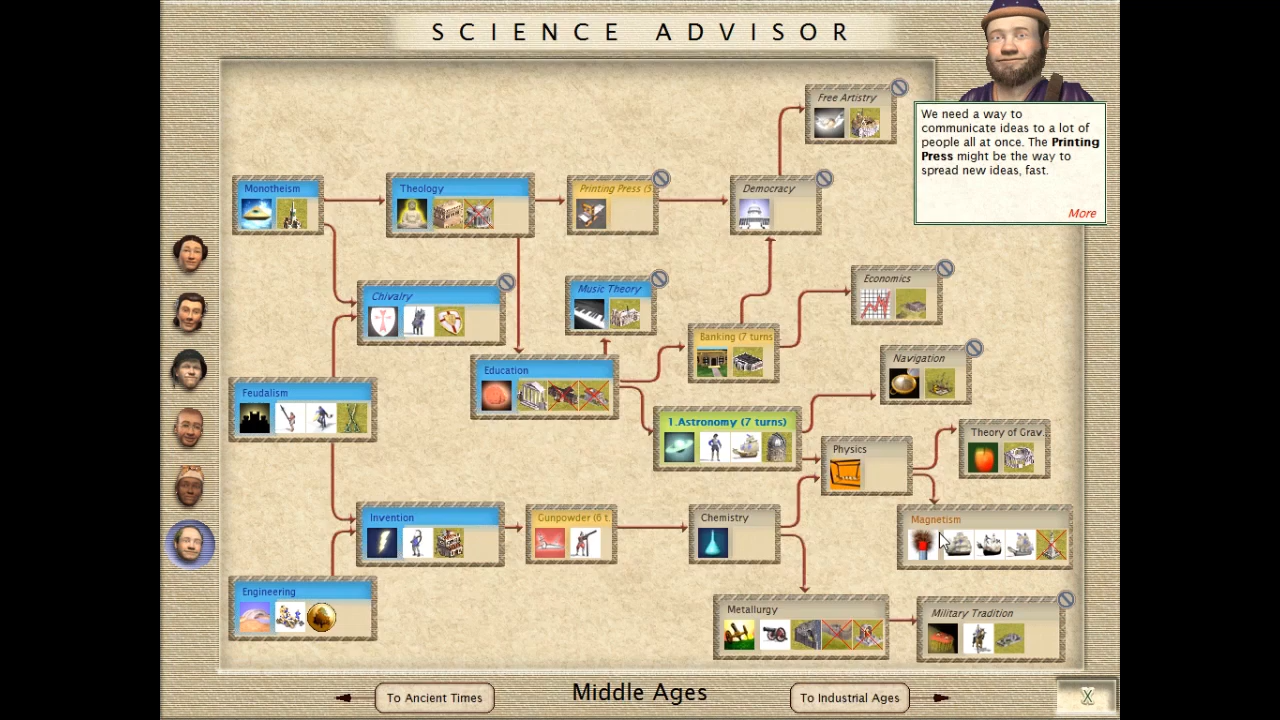 SCIENCE ADVISOR
We need a way to
communicate ideas to a lot of
people all at once. The Printing
Press might be the way to
spread new ideas, fast.
More
Free Artistry
Monotheism
Theology
Printing Press (5
Democracy
Chivalry
Music Theory
Economics
Banking (7 turns
Education
Navigation
Feudalism
1.Astronomy (7 turns)
Physics
Theory of Grav..
Invention
Gunpowder (6 t..
Chemistry
Magnetism
Engineering
Metallurgy
Military Tradition
To Ancient Times
Middle Ages
To Industrial Ages
X